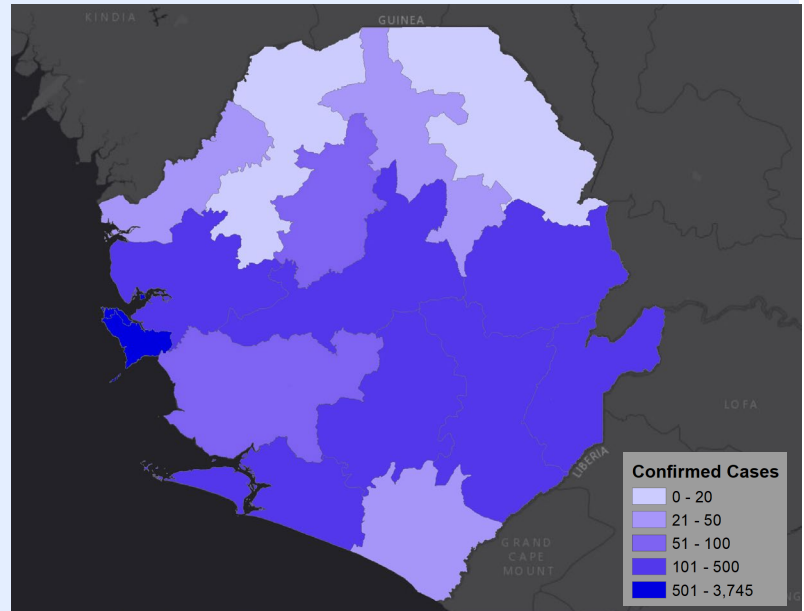 KINDIA
GUINEA
LOFA
LIBERIA
GRAND
CAPE
MOUNT
Confirmed Cases
0 - 20
21 - 50
51 - 100
101 - 500
501 - 3,745